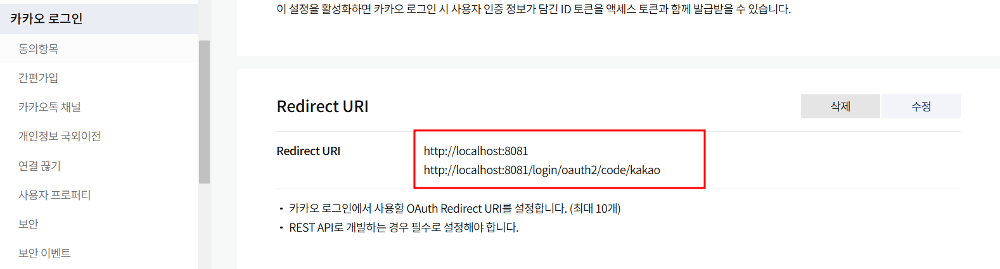 카카오 로그인
동의항목
간편가입
카카오톡 채널
개인정보 국외이전
연결 끊기
사용자 프로퍼티
보안
보안 이벤트
이 설정을 활성화하면 카카오 로그인 시 사용자 인증 정보가 담긴 ID 토큰을 액세스 토큰과 함께 발급받을 수 있습니다.
Redirect URI
삭제
수정
Redirect URI
http://localhost:8081
http://localhost:8081/login/oauth2/code/kakao
• 카카오 로그인에서 사용할 OAuth Redirect URI를 설정합니다. (최대 10개)
• REST API로 개발하는 경우 필수로 설정해야 합니다.